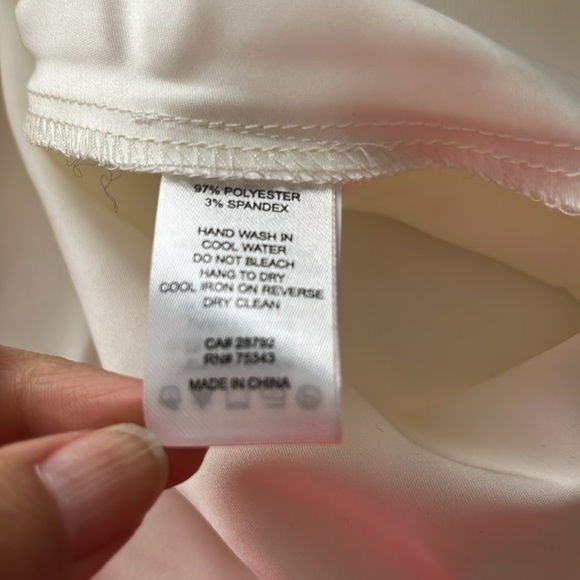 97% POLYESTER
3% SPANDEX
HAND WASH IN
COOL WATER
DO NOT BLEACH
HANG TO DRY
COOL IRON ON REVERSE
DRY CLEAN
CA# 28792
RN# 75343
MADE IN CHINA